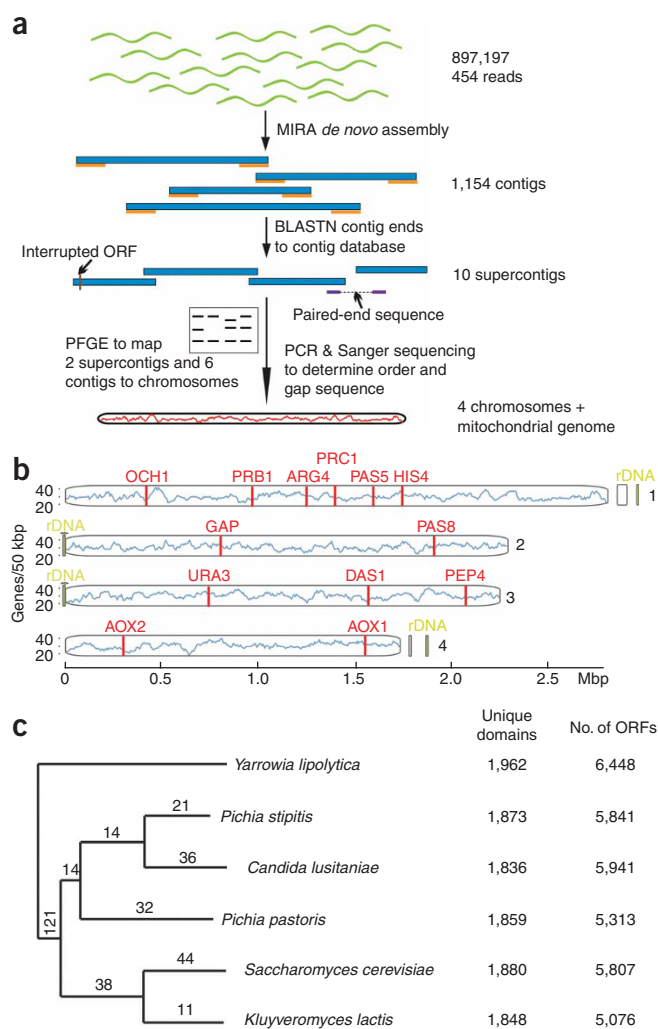 a
897,197
454 reads
MIRA de novo assembly
1,154 contigs
BLASTN contig ends
to contig database
Interrupted ORF
10 supercontigs
Paired-end sequence
PFGE to map
2 supercontigs and 6
contigs to chromosomes
PCR & Sanger sequencing
to determine order and
gap sequence
4 chromosomes +
mitochondrial genome
b
Genes/50 kbp
PRC1
OCH1 PRB1 ARG4 PAS5 HIS4 rDNA
40
20
1
rDNA GAP PAS8
40
20
2
rDNA URA3 DAS1 PEP4
40
20
3
AOX2 AOX1 rDNA
40
20
4
0 0.5 1.0 1.5 2.0 2.5 Mbp
c
Unique
domains
No. of ORFs
Yarrowia lipolytica 1,962 6,448
21 Pichia stipitis 1,873 5,841
14
36 Candida lusitaniae 1,836 5,941
14
32 Pichia pastoris 1,859 5,313
121
44 Saccharomyces cerevisiae 1,880 5,807
38
11 Kluyveromyces lactis 1,848 5,076